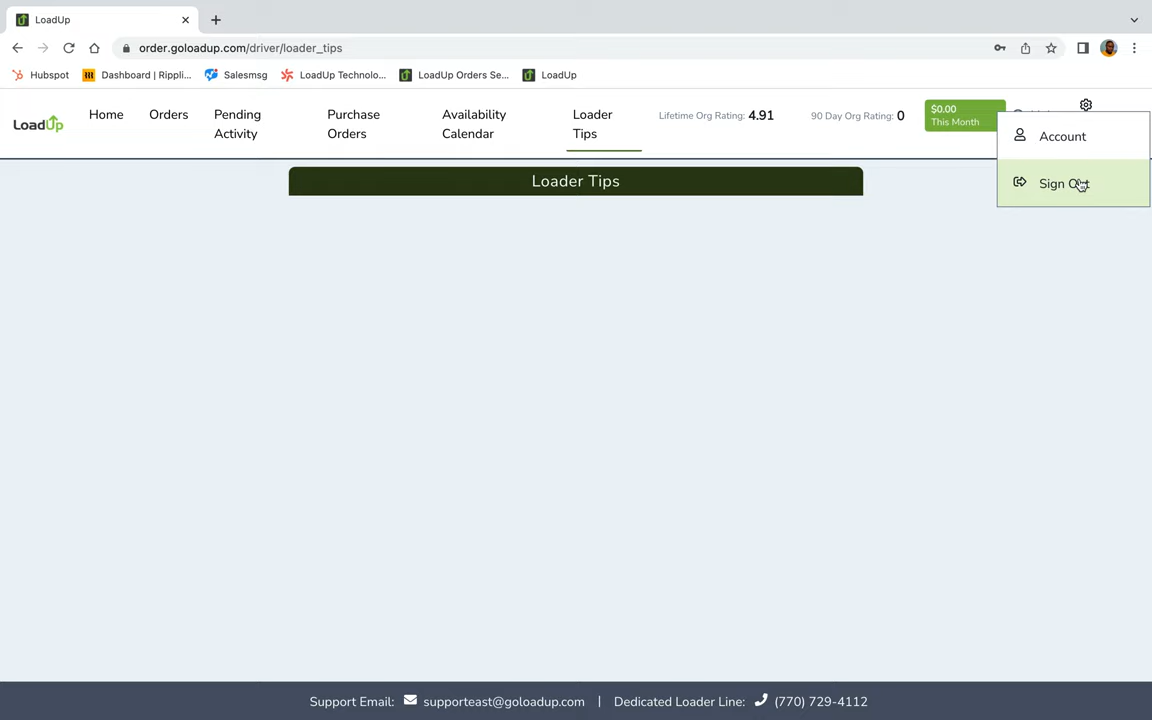 LoadUp
order.goloadup.com/driver/loader_tips
Hubspot
Dashboard | Rippli...
Salesmsg
LoadUp Technolo...
LoadUp Orders Se...
LoadUp
LoadUp
Home
Orders
Pending
Activity
Purchase
Orders
Availability
Calendar
Loader
Tips
Lifetime Org Rating: 4.91
90 Day Org Rating: 0
$0.00
This Month
Account
Sign Out
Loader Tips
Support Email: supporteast@goloadup.com | Dedicated Loader Line: (770) 729-4112